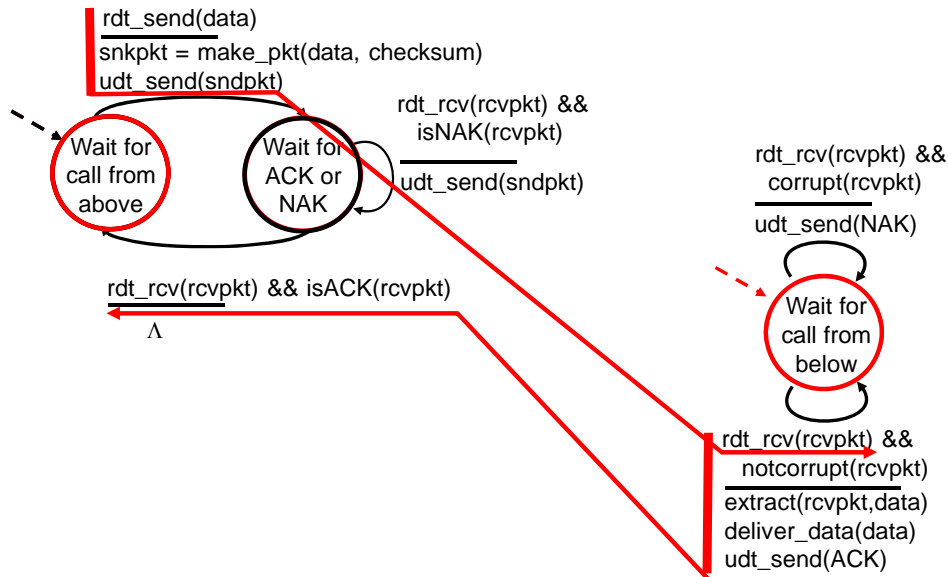 rdt_send(data)
snkpkt = make_pkt(data, checksum)
udt_send(sndpkt)
Wait for
call from
above
Wait for
ACK or
NAK
rdt_rcv(rcvpkt) &&
isNAK(rcvpkt)
udt_send(sndpkt)
rdt_rcv(rcvpkt) && isACK(rcvpkt)
Λ
rdt_rcv(rcvpkt) &&
corrupt(rcvpkt)
udt_send(NAK)
Wait for
call from
below
rdt_rcv(rcvpkt) &&
notcorrupt(rcvpkt)
extract(rcvpkt,data)
deliver_data(data)
udt_send(ACK)